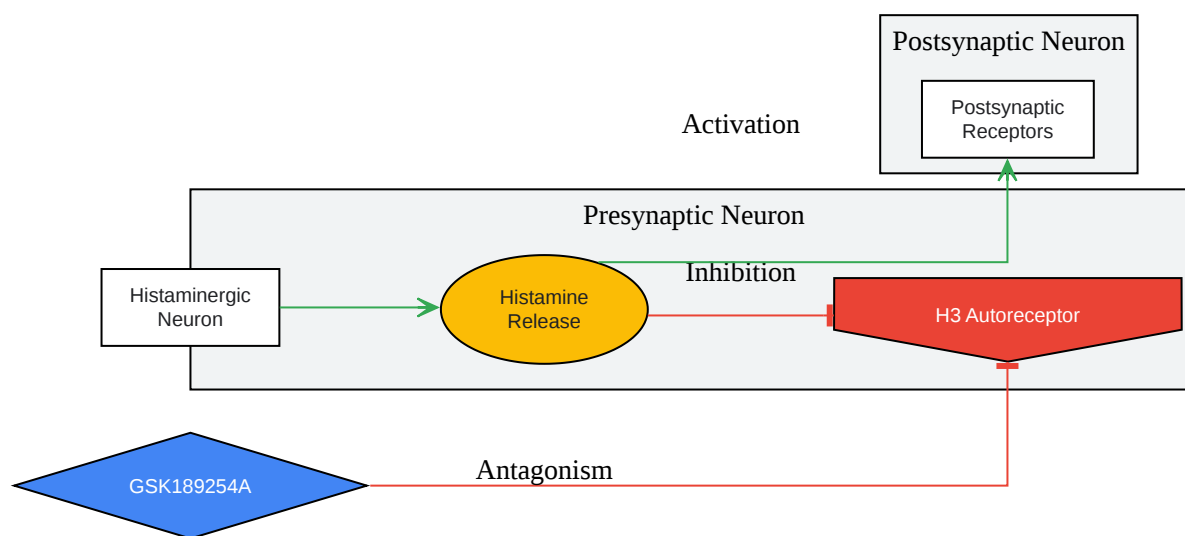 Postsynaptic Neuron
Postsynaptic
Receptors
Activation
Presynaptic Neuron
Inhibition
Histaminergic
Neuron
Histamine
Release
H3 Autoreceptor
Antagonism
GSK189254A